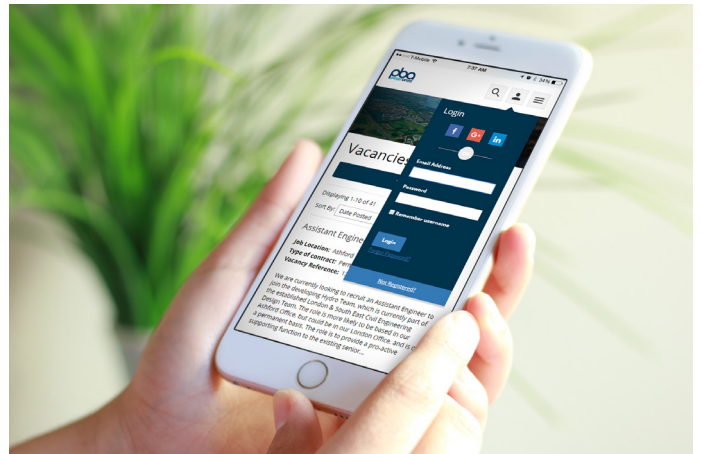 T-Mobile 7:37 AM 34%
pba
Login
f G+ in
Vacancies
Email Address
Password
Displaying 1-10 of 41
Sort By: Date Posted
Remember username
Assistant Engine
Login
Job Location: Ashford
Forgot Password?
Type of contract: Per
Vacancy Reference: 1
Not Registered?
We are currently looking to recruit an Assistant Engineer to
join the developing Hydro Team, which is currently part of
the established London & South East Civil Engineering
Design Team. The role is more likely to be based in our
Ashford Office, but could be in our London Office, and is o
a permanent basis. The role is to provide a pro-active
supporting function to the existing senior...